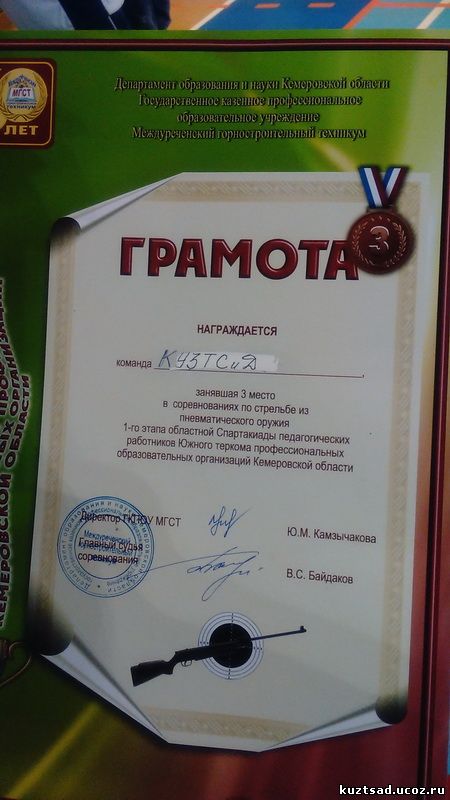 Департамент образования и науки Кемеровской области
Государственное казенное профессиональное
образовательное учреждение
Междуреченский горностроительный техникум
МГСТ
техникум
ЛЕТ
3
ГРАМОТА
НАГРАЖДАЕТСЯ
команда КУЗТСиД
занявшая 3 место
в соревнованиях по стрельбе из
пневматического оружия
1-го этапа областной Спартакиады педагогических
работников Южного теркома профессиональных
образовательных организаций Кемеровской области
Директор ГКПОУ МГСТ
Ю.М. Камзычакова
Главный судья
соревнования
В.С. Байдаков
КЕМЕРОВСКОЙ ОБЛАСТИ
kuztsad.ucoz.ru